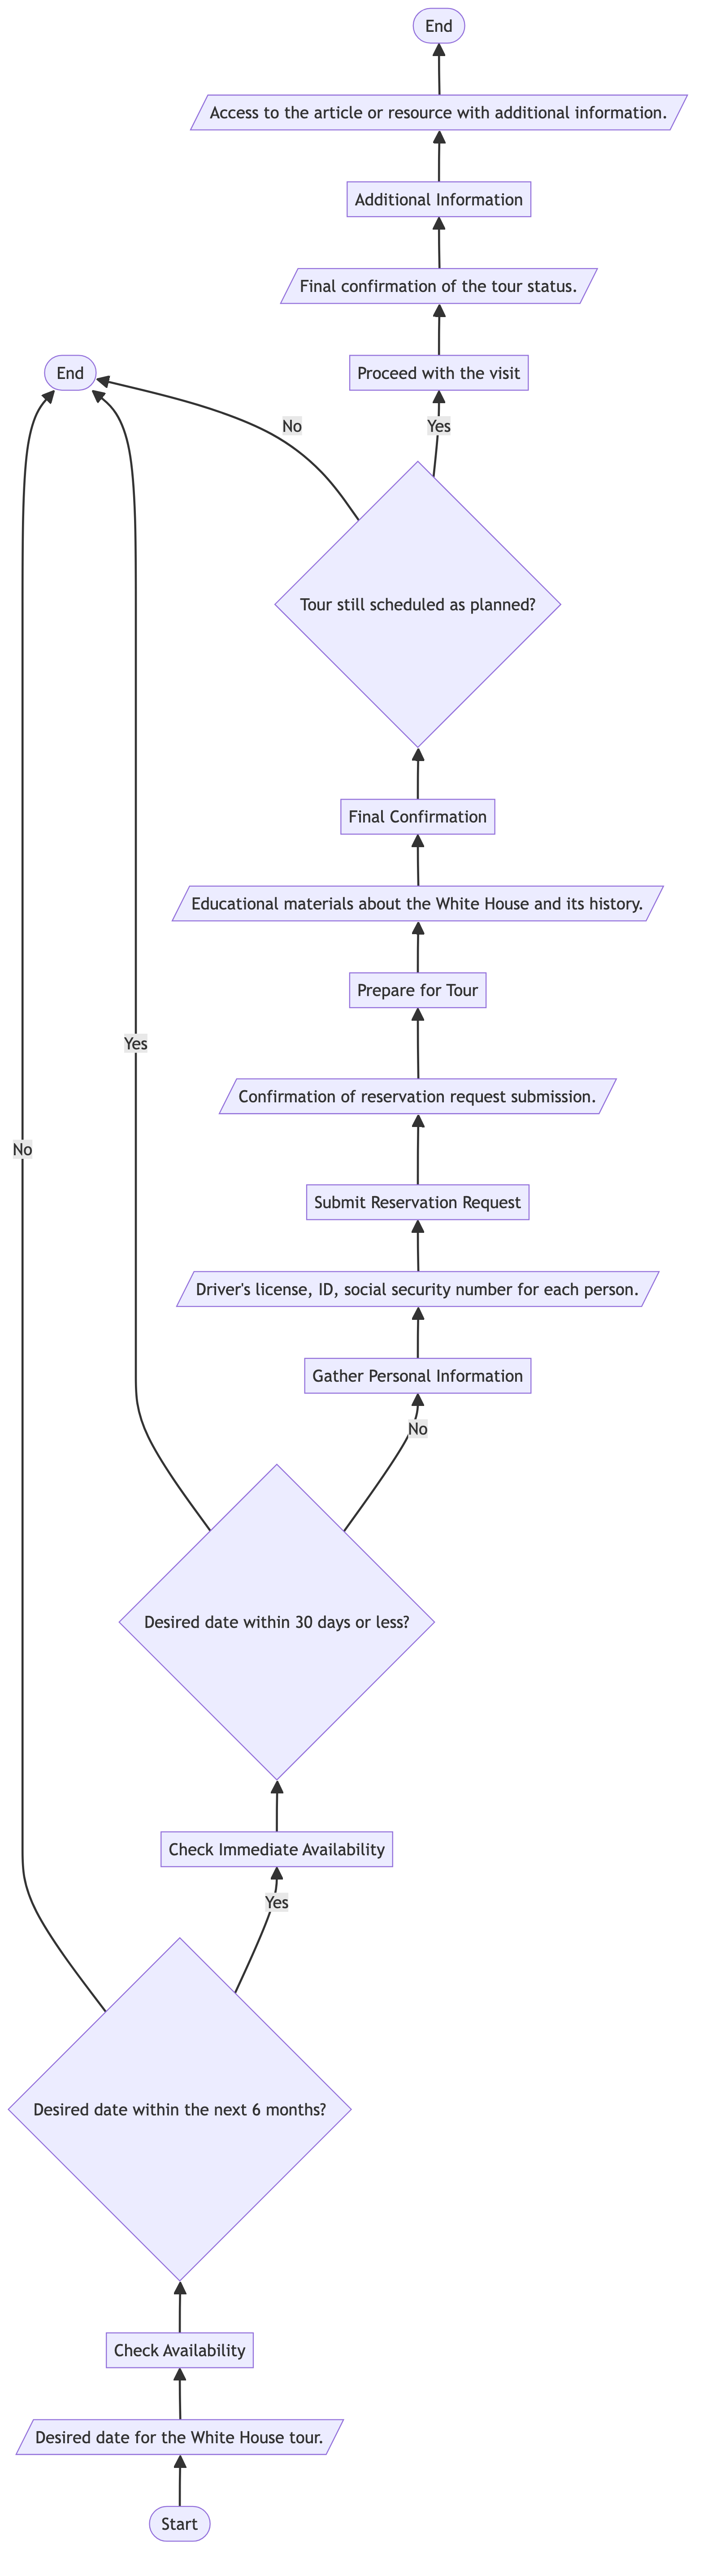 End
Access to the article or resource with additional information.
Additional Information
Final confirmation of the tour status.
End
Proceed with the visit
No
Yes
Tour still scheduled as planned?
Final Confirmation
Educational materials about the White House and its history.
Prepare for Tour
Yes
Confirmation of reservation request submission.
No
Submit Reservation Request
Driver's license, ID, social security number for each person.
Gather Personal Information
No
Desired date within 30 days or less?
Check Immediate Availability
Yes
Desired date within the next 6 months?
Check Availability
Desired date for the White House tour.
Start